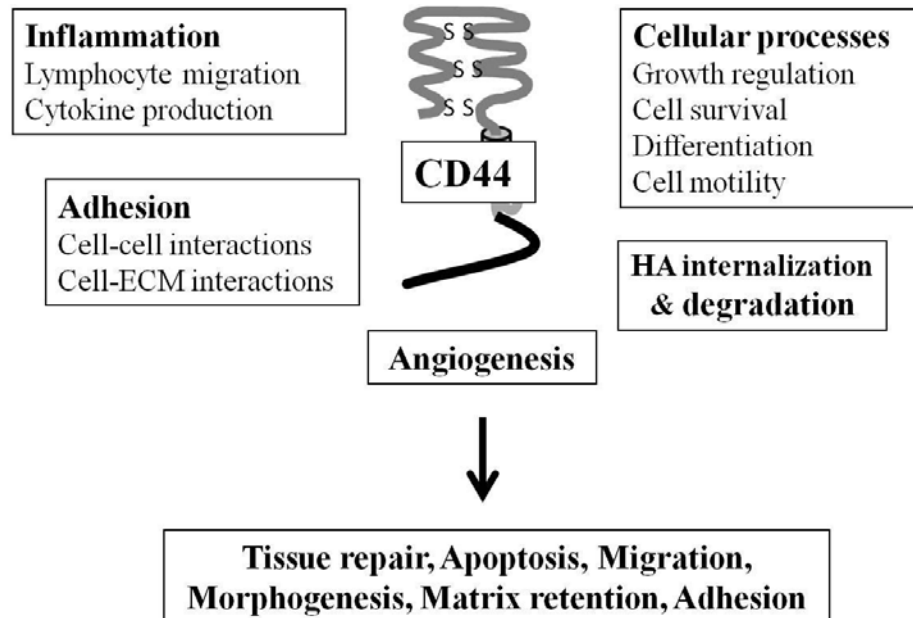 Inflammation
Lymphocyte migration
Cytokine production
S S
S S
S S
CD44
Cellular processes
Growth regulation
Cell survival
Differentiation
Cell motility
Adhesion
Cell-cell interactions
Cell-ECM interactions
HA internalization
& degradation
Angiogenesis
Tissue repair, Apoptosis, Migration,
Morphogenesis, Matrix retention, Adhesion